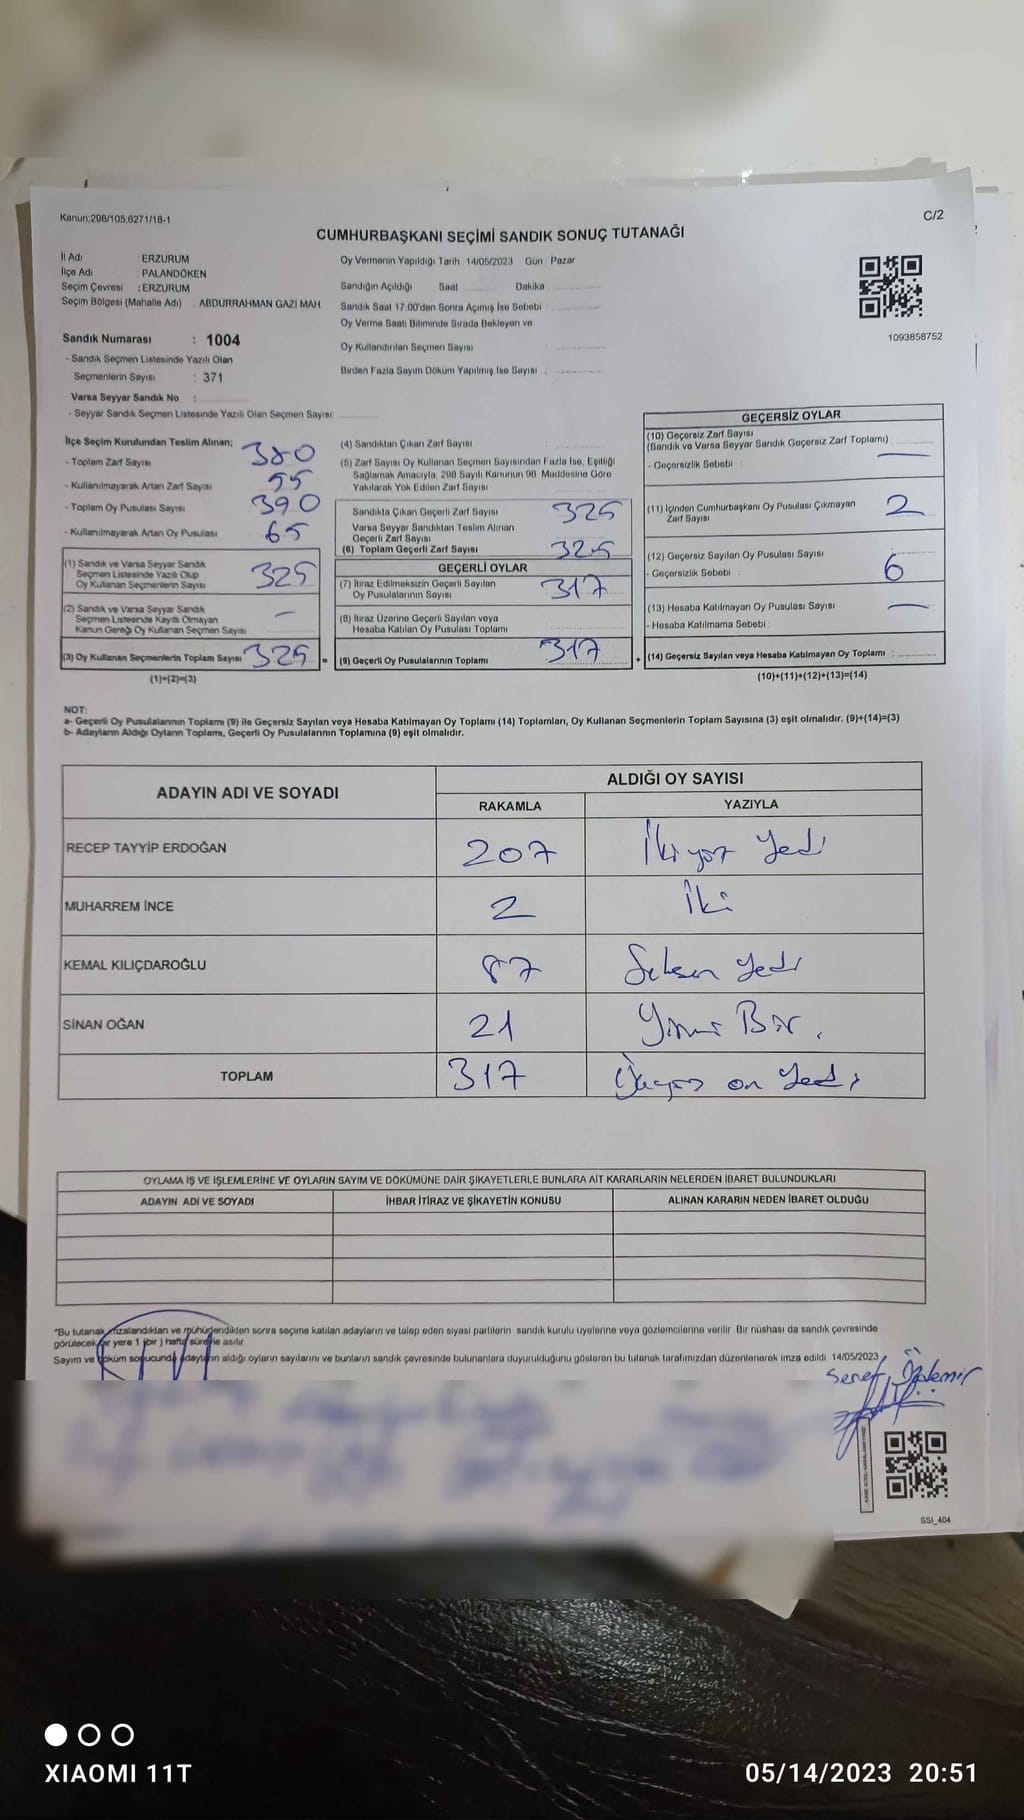 Kanun;298/105;6271/18-1
C/2
CUMHURBAŞKANI SEÇİMİ SANDIK SONUÇ TUTANAĞI
İl Adı : ERZURUM
İlçe Adı : PALANDÖKEN
Seçim Çevresi : ERZURUM
Seçim Bölgesi (Mahalle Adı) . ABDURRAHMAN GAZİ MAH.
Oy Vermenin Yapıldığı Tarih : 14/05/2023 Gün : Pazar
Sandığın Açıldığı Saat Dakika
Sandık Saat 17:00'den Sonra Açımış İse Sebebi
Oy Verme Saati Bitiminde Sırada Bekleyen ve
Oy Kullandırılan Seçmen Sayısı
Birden Fazla Sayım Döküm Yapılmış İse Sayısı
1093858752
Sandık Numarası : 1004
- Sandık Seçmen Listesinde Yazılı Olan
Seçmenlerin Sayısı : 371
Varsa Seyyar Sandık No :
- Seyyar Sandık Seçmen Listesinde Yazılı Olan Seçmen Sayısı
İlçe Seçim Kurulundan Teslim Alınan;
- Toplam Zarf Sayısı 380
- Kullanılmayarak Artan Zarf Sayısı 55
- Toplam Oy Pusulası Sayısı 390
- Kullanılmayarak Artan Oy Pusulası 65
(1) Sandık ve Varsa Seyyar Sandık
Seçmen Listesinde Yazılı Olup
Oy Kullanan Seçmenlerin Sayısı 325
(2) Sandık ve Varsa Seyyar Sandık
Seçmen Listesinde Kayıtlı Olmayan
Kanun Gereği Oy Kullanan Seçmen Sayısı –
(3) Oy Kullanan Seçmenlerin Toplam Sayısı 325 =
(1)+(2)=(3)
(4) Sandıktan Çıkan Zarf Sayısı
(5) Zarf Sayısı Oy Kullanan Seçmen Sayısından Fazla İse, Eşitliği
Sağlamak Amacıyla, 298 Sayılı Kanunun 98. Maddesine Göre
Yakılarak Yok Edilen Zarf Sayısı
Sandıkta Çıkan Geçerli Zarf Sayısı 325
Varsa Seyyar Sandıktan Teslim Alınan
Geçerli Zarf Sayısı
(6) Toplam Geçerli Zarf Sayısı 325
GEÇERLİ OYLAR
(7) İtiraz Edilmeksizin Geçerli Sayılan
Oy Pusulalarının Sayısı 317
(8) İtiraz Üzerine Geçerli Sayılan veya
Hesaba Katılan Oy Pusulası Toplamı
(9) Geçerli Oy Pusulalarının Toplamı 317 +
GEÇERSİZ OYLAR
(10) Geçersiz Zarf Sayısı
(Sandık ve Varsa Seyyar Sandık Geçersiz Zarf Toplamı) –
- Geçersizlik Sebebi
(11) İçinden Cumhurbaşkanı Oy Pusulası Çıkmayan
Zarf Sayısı 2
(12) Geçersiz Sayılan Oy Pusulası Sayısı 6
- Geçersizlik Sebebi :
(13) Hesaba Katılmayan Oy Pusulası Sayısı –
- Hesaba Katılmama Sebebi
(14) Geçersiz Sayılan veya Hesaba Katılmayan Oy Toplamı :
(10)+(11)+(12)+(13)=(14)
NOT:
a- Geçerli Oy Pusulalarının Toplamı (9) ile Geçersiz Sayılan veya Hesaba Katılmayan Oy Toplamı (14) Toplamları, Oy Kullanan Seçmenlerin Toplam Sayısına (3) eşit olmalıdır. (9)+(14)=(3)
b- Adayların Aldığı Oyların Toplamı, Geçerli Oy Pusulalarının Toplamına (9) eşit olmalıdır.
ADAYIN ADI VE SOYADI
ALDIĞI OY SAYISI
RAKAMLA YAZIYLA
RECEP TAYYİP ERDOĞAN 207 İkiyüz Yedi
MUHARREM İNCE 2 İki
KEMAL KILIÇDAROĞLU 87 Seksen Yedi
SİNAN OĞAN 21 Yirmi Bir.
TOPLAM 317 Üçyüz on Yedi
OYLAMA İŞ VE İŞLEMLERİNE VE OYLARIN SAYIM VE DÖKÜMÜNE DAİR ŞİKAYETLERLE BUNLARA AİT KARARLARIN NELERDEN İBARET BULUNDUKLARI
ADAYIN ADI VE SOYADI İHBAR İTİRAZ VE ŞİKAYETİN KONUSU ALINAN KARARIN NEDEN İBARET OLDUĞU
*Bu tutanak imzalandıktan ve mühürlendikten sonra seçime katılan adayların ve talep eden siyasi partilerin sandık kurulu üyelerine veya gözlemcilerine verilir. Bir nüshası da sandık çevresinde
görülecek bir yere 1 (bir ) hafta süreyle asılır.
Sayım ve döküm sonucunda adayların aldığı oyların sayılarını ve bunların sandık çevresinde bulunanlara duyurulduğunu gösteren bu tutanak tarafımızdan düzenlenerek imza edildi. 14/05/2023
Şeref Özdemir
SSI_404
XIAOMI 11T
05/14/2023 20:51